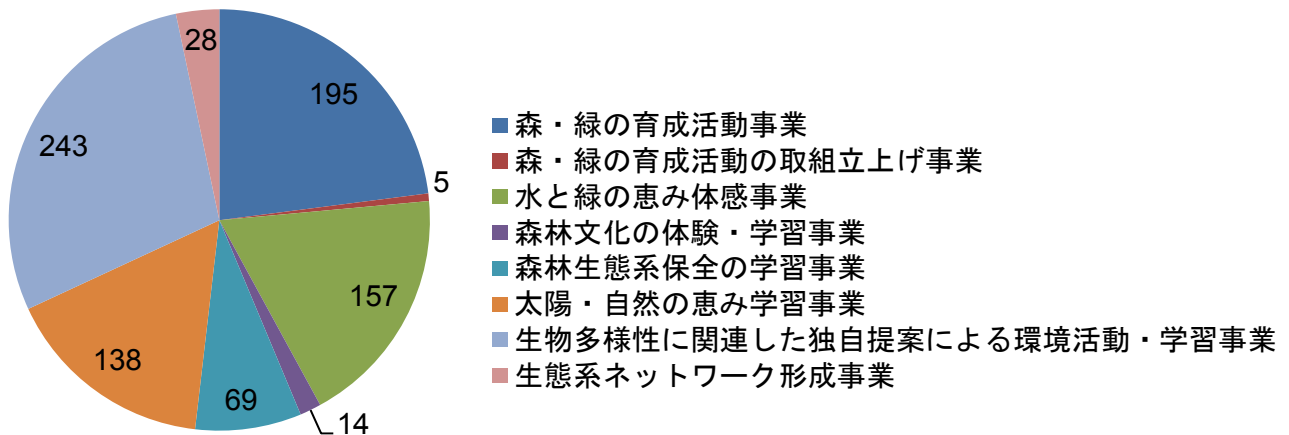 28
195
243
5
157
138
69
14
森・緑の育成活動事業
森・緑の育成活動の取組立上げ事業
水と緑の恵み体感事業
森林文化の体験・学習事業
森林生態系保全の学習事業
太陽・自然の恵み学習事業
生物多様性に関連した独自提案による環境活動・学習事業
生態系ネットワーク形成事業